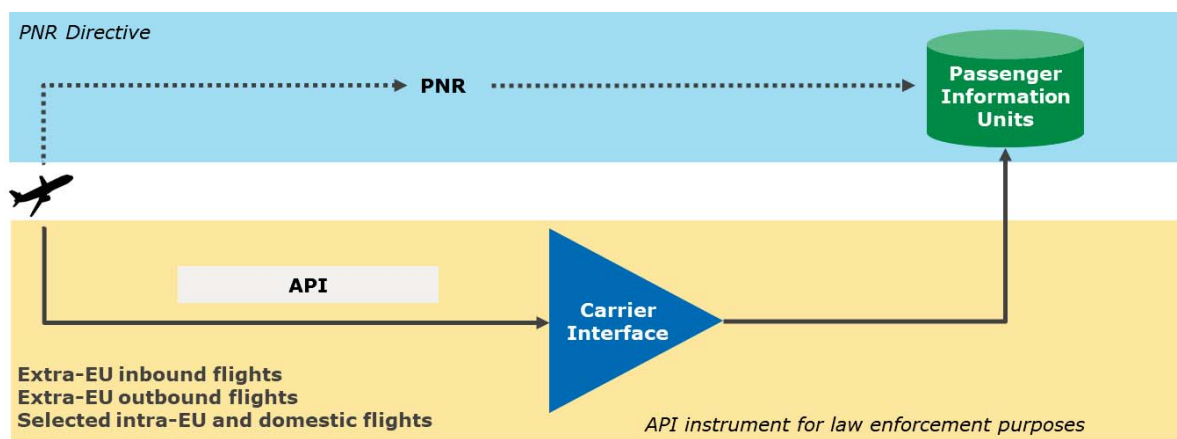 PNR Directive
PNR
Passenger
Information
Units
API
Carrier
Interface
Extra-EU inbound flights
Extra-EU outbound flights
Selected intra-EU and domestic flights
API instrument for law enforcement purposes